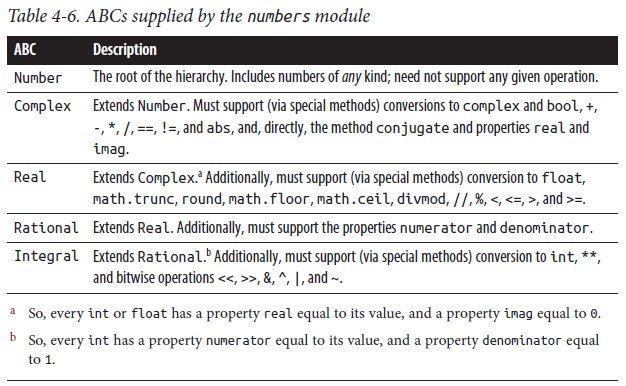 Table 4-6. ABCs supplied by the numbers module
ABC Description
Number The root of the hierarchy. Includes numbers of any kind; need not support any given operation.
Complex Extends Number. Must support (via special methods) conversions to complex and bool, +,
-, *, /, ==, !=, and abs, and, directly, the method conjugate and properties real and
imag.
Real Extends Complex.a Additionally, must support (via special methods) conversion to float,
math.trunc, round, math.floor, math.ceil, divmod, //, %, <, <=, >, and >=.
Rational Extends Real. Additionally, must support the properties numerator and denominator.
Integral Extends Rational.b Additionally, must support (via special methods) conversion to int, **,
and bitwise operations <<, >>, &, ^, |, and ~.
a So, every int or float has a property real equal to its value, and a property imag equal to 0.
b So, every int has a property numerator equal to its value, and a property denominator equal
to 1.